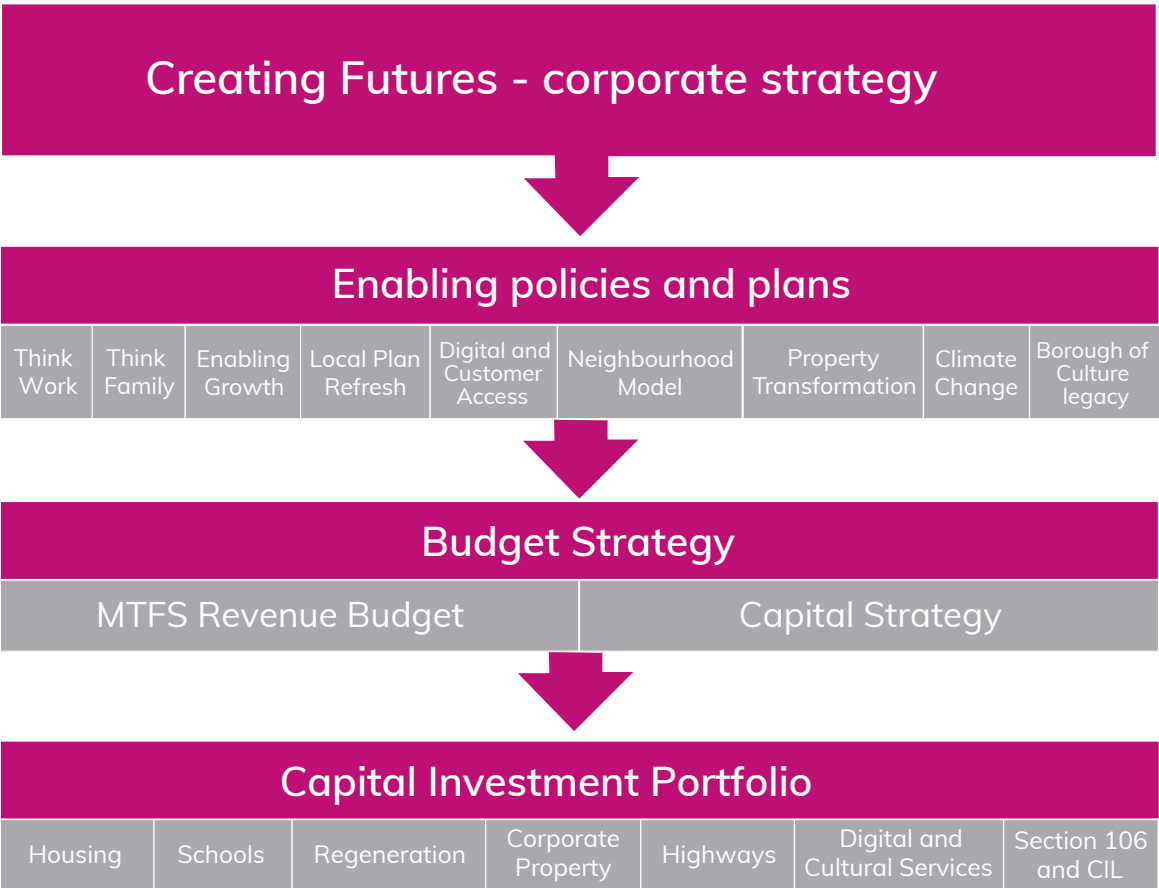 Creating Futures - corporate strategy
Enabling policies and plans
Think
Work
Think
Family
Enabling
Growth
Local Plan
Refresh
Digital and
Customer
Access
Neighbourhood
Model
Property
Transformation
Climate
Change
Borough of
Culture
legacy
Budget Strategy
MTFS Revenue Budget
Capital Strategy
Capital Investment Portfolio
Housing
Schools
Regeneration
Corporate
Property
Highways
Digital and
Cultural Services
Section 106
and CIL